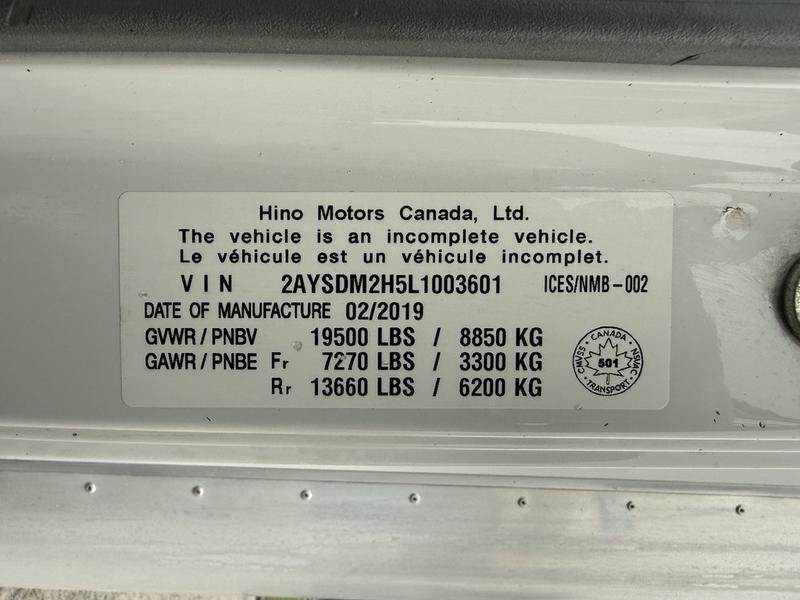 Hino Motors Canada, Ltd.
The vehicle is an incomplete vehicle.
Le véhicule est un véhicule incomplet.
VIN 2AYSDM2H5L1003601 ICES/NMB-002
DATE OF MANUFACTURE 02/2019
GVWR / PNBV 19500 LBS / 8850 KG
GAWR / PNBE Fr 7270 LBS / 3300 KG
Rr 13660 LBS / 6200 KG
CANADA
CMVSS 501 NSVAC
TRANSPORT